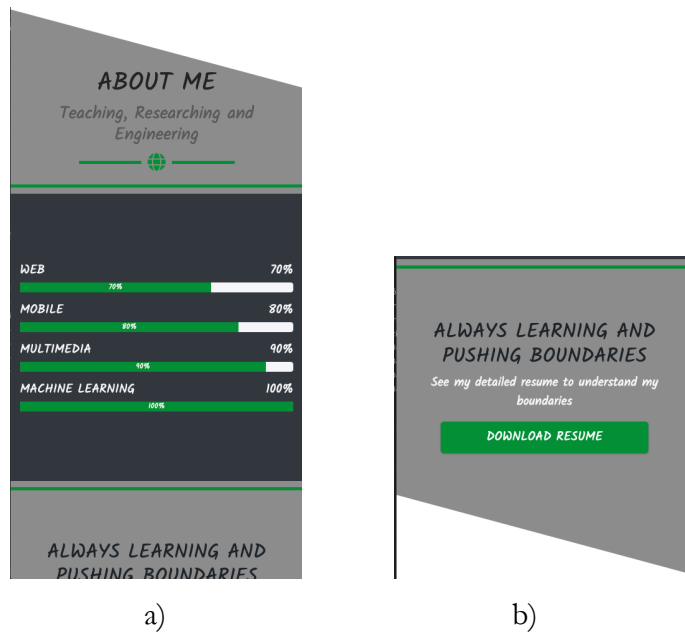 ABOUT ME
Teaching, Researching and
Engineering
WEB 70%
70%
MOBILE 80%
80%
MULTIMEDIA 90%
90%
MACHINE LEARNING 100%
100%
ALWAYS LEARNING AND
PUSHING BOUNDARIES
a)
ALWAYS LEARNING AND
PUSHING BOUNDARIES
See my detailed resume to understand my
boundaries
DOWNLOAD RESUME
b)